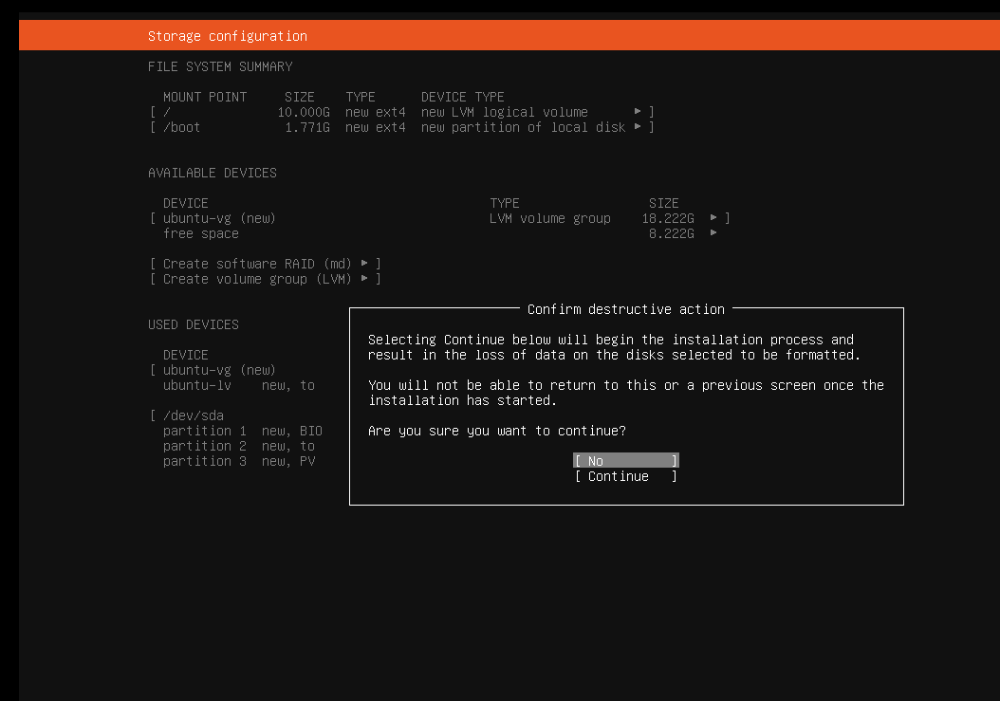 Storage configuration
FILE SYSTEM SUMMARY
MOUNT POINT SIZE TYPE DEVICE TYPE
[ / 10.000G new ext4 new LVM logical volume ▸ ]
[ /boot 1.771G new ext4 new partition of local disk ▸ ]
AVAILABLE DEVICES
DEVICE TYPE SIZE
[ ubuntu-vg (new) LVM volume group 18.222G ▸ ]
free space 8.222G ▸
[ Create software RAID (md) ▸ ]
[ Create volume group (LVM) ▸ ]
USED DEVICES
DEVICE
[ ubuntu-vg (new)
ubuntu-lv new, to
[ /dev/sda
partition 1 new, BIO
partition 2 new, to
partition 3 new, PV
Confirm destructive action
Selecting Continue below will begin the installation process and
result in the loss of data on the disks selected to be formatted.
You will not be able to return to this or a previous screen once the
installation has started.
Are you sure you want to continue?
[ No ]
[ Continue ]